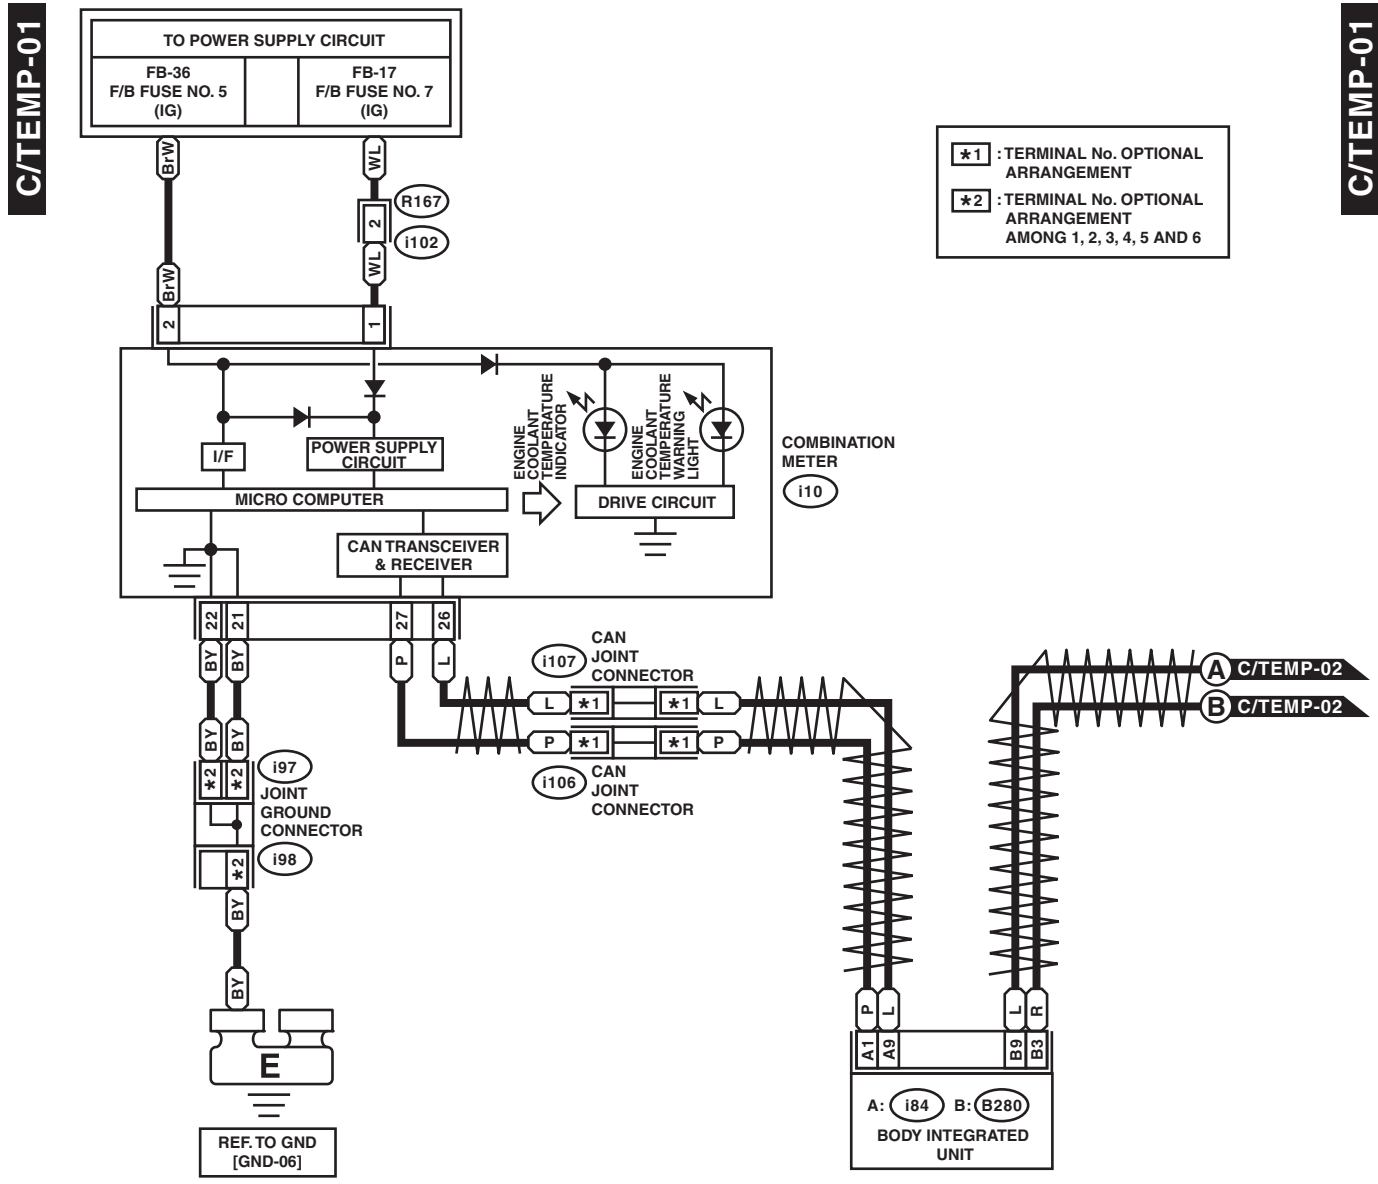 C/TEMP-01
C/TEMP-01
TO POWER SUPPLY CIRCUIT
FB-36
F/B FUSE NO. 5
(IG)
FB-17
F/B FUSE NO. 7
(IG)
BrW
WL
R167
2
i102
WL
BrW
2
1
*1 : TERMINAL No. OPTIONAL
ARRANGEMENT
*2 : TERMINAL No. OPTIONAL
ARRANGEMENT
AMONG 1, 2, 3, 4, 5 AND 6
I/F
POWER SUPPLY
CIRCUIT
MICRO COMPUTER
CAN TRANSCEIVER
& RECEIVER
ENGINE
COOLANT
TEMPERATURE
INDICATOR
ENGINE
COOLANT
TEMPERATURE
WARNING
LIGHT
DRIVE CIRCUIT
COMBINATION
METER
i10
22
21
27
26
BY
BY
P
L
BY
BY
*2
*2
i97
JOINT
GROUND
CONNECTOR
i98
*2
BY
BY
E
REF. TO GND
[GND-06]
i107
CAN
JOINT
CONNECTOR
L
*1
*1
L
P
*1
*1
P
i106
CAN
JOINT
CONNECTOR
A
C/TEMP-02
B
C/TEMP-02
P
L
L
R
A1
A9
B9
B3
A: i84 B: B280
BODY INTEGRATED
UNIT